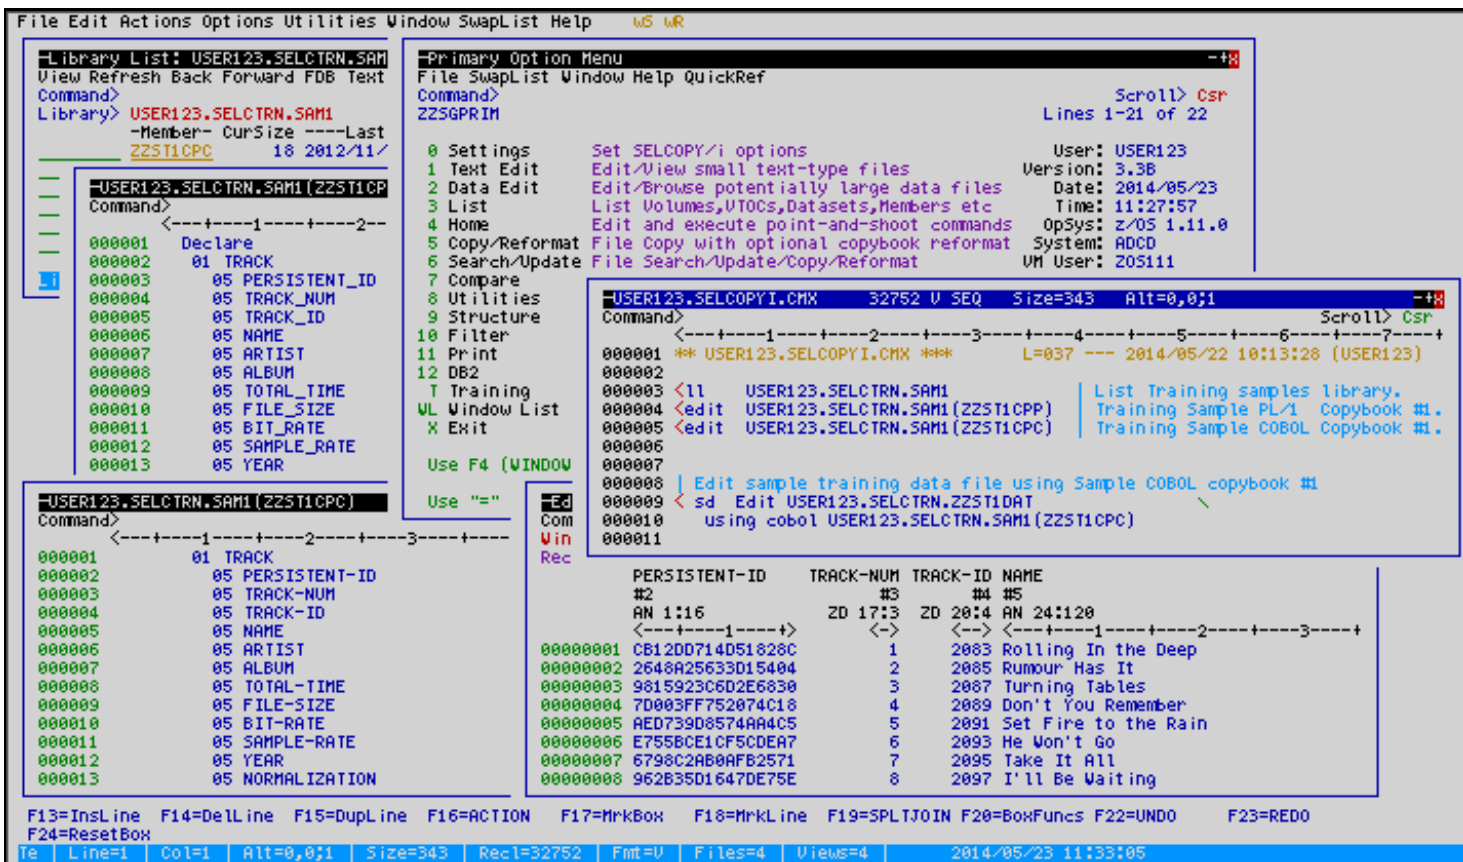 File Edit Actions Options Utilities Window SwapList Help wS wR
-Library List: USER123.SELCTRN.SAM
View Refresh Back Forward FDB Text
Command>
Library> USER123.SELCTRN.SAM1
-Member- CurSize ----Last
ZZST1CPC 18 2012/11/
-USER123.SELCTRN.SAM1(ZZST1CP
Command>
<---+----1----+----2--
000001 Declare
000002 01 TRACK
000003 05 PERSISTENT_ID
000004 05 TRACK_NUM
000005 05 TRACK_ID
000006 05 NAME
000007 05 ARTIST
000008 05 ALBUM
000009 05 TOTAL_TIME
000010 05 FILE_SIZE
000011 05 BIT_RATE
000012 05 SAMPLE_RATE
000013 05 YEAR
Li
-Primary Option Menu -+x
File SwapList Window Help QuickRef
Command> Scroll> Csr
ZZSGPRIM Lines 1-21 of 22
0 Settings Set SELCOPY/i options User: USER123
1 Text Edit Edit/View small text-type files Version: 3.3B
2 Data Edit Edit/Browse potentially large data files Date: 2014/05/23
3 List List Volumes,VTOCs,Datasets,Members etc Time: 11:27:57
4 Home Edit and execute point-and-shoot commands OpSys: z/OS 1.11.0
5 Copy/Reformat File Copy with optional copybook reformat System: ADCD
6 Search/Update File Search/Update/Copy/Reformat VM User: ZOS111
7 Compare
8 Utilities
9 Structure
10 Filter
11 Print
12 DB2
T Training
WL Window List
X Exit
Use F4 (WINDOW
Use "="
-USER123.SELCOPYI.CMX 32752 V SEQ Size=343 Alt=0,0;1 -+x
Command> Scroll> Csr
<---+----1----+----2----+----3----+----4----+----5----+----6----+----7-+
000001 ** USER123.SELCOPYI.CMX *** L=037 --- 2014/05/22 10:13:28 (USER123)
000002
000003 <ll USER123.SELCTRN.SAM1 | List Training samples library.
000004 <edit USER123.SELCTRN.SAM1(ZZST1CPP) | Training Sample PL/1 Copybook #1.
000005 <edit USER123.SELCTRN.SAM1(ZZST1CPC) | Training Sample COBOL Copybook #1.
000006
000007
000008 | Edit sample training data file using Sample COBOL copybook #1
000009 < sd Edit USER123.SELCTRN.ZZST1DAT \
000010 using cobol USER123.SELCTRN.SAM1(ZZST1CPC)
000011
-USER123.SELCTRN.SAM1(ZZST1CPC)
Command>
<---+----1----+----2----+----3----+----
000001 01 TRACK
000002 05 PERSISTENT-ID
000003 05 TRACK-NUM
000004 05 TRACK-ID
000005 05 NAME
000006 05 ARTIST
000007 05 ALBUM
000008 05 TOTAL-TIME
000009 05 FILE-SIZE
000010 05 BIT-RATE
000011 05 SAMPLE-RATE
000012 05 YEAR
000013 05 NORMALIZATION
-Ed
Com
Win
Rec
PERSISTENT-ID TRACK-NUM TRACK-ID NAME
#2 #3 #4 #5
AN 1:16 ZD 17:3 ZD 20:4 AN 24:120
<---+----1----+> <-> <--> <---+----1----+----2----+----3----+
00000001 CB12DD714D51828C 1 2083 Rolling In the Deep
00000002 2648A25633D15404 2 2085 Rumour Has It
00000003 9815923C6D2E6830 3 2087 Turning Tables
00000004 7D003FF752074C18 4 2089 Don't You Remember
00000005 AED739D8574AA4C5 5 2091 Set Fire to the Rain
00000006 E755BCE1CF5CDEA7 6 2093 He Won't Go
00000007 6798C2AB0AFB2571 7 2095 Take It All
00000008 962B35D1647DE75E 8 2097 I'll Be Waiting
F13=InsLine F14=DelLine F15=DupLine F16=ACTION F17=MrkBox F18=MrkLine F19=SPLTJOIN F20=BoxFuncs F22=UNDO F23=REDO
F24=ResetBox
Te | Line=1 | Col=1 | Alt=0,0;1 | Size=343 | Recl=32752 | Fmt=V | Files=4 | Views=4 | 2014/05/23 11:33:05